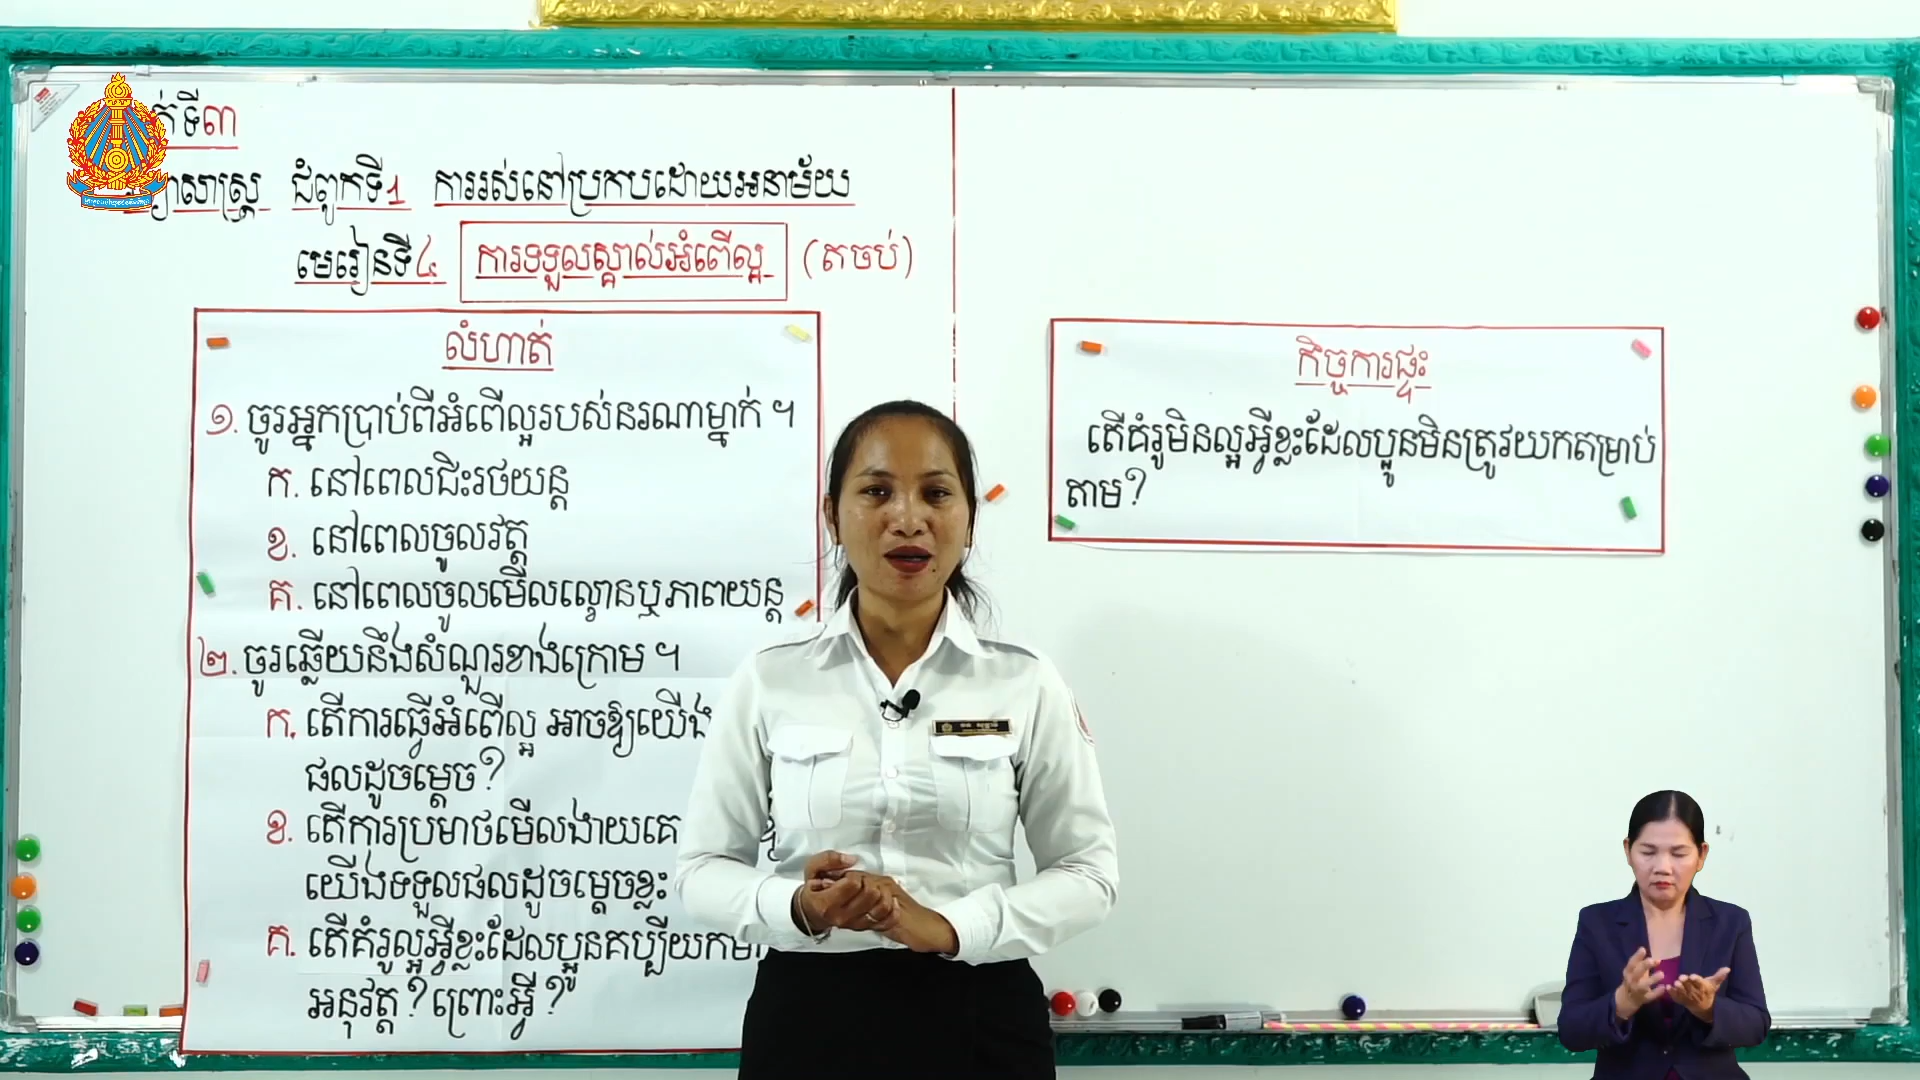 ក់ទី៣
ជំពូកទី1 ការរស់នៅប្រកបដោយអនាម័យ
មេរៀនទី៤ ការទទួលស្គាល់អំពើល្អ (តចប់)
លំហាត់
១. ចូរអ្នកប្រាប់ពីអំពើល្អរបស់នរណាម្នាក់ ។
ក. នៅពេលជិះរថយន្ត
ខ. នៅពេលចូលវត្ត
គ. នៅពេលចូលមើលល្ខោនឬភាពយន្ត
២. ចូរឆ្លើយនឹងសំណួរខាងក្រោម ។
ក. តើការធ្វើអំពើល្អ អាចឱ្យយើង
ផលដូចម្ដេច?
ខ. តើការប្រមាថមើលងាយគេ
យើងទទួលផលដូចម្ដេចខ្លះ
គ. តើគំរូល្អអ្វីខ្លះដែលប្អូនគប្បីយកមក
អនុវត្ត? ព្រោះអ្វី?
កិច្ចការផ្ទះ
តើគំរូមិនល្អអ្វីខ្លះដែលប្អូនមិនត្រូវយកតម្រាប់
តាម?